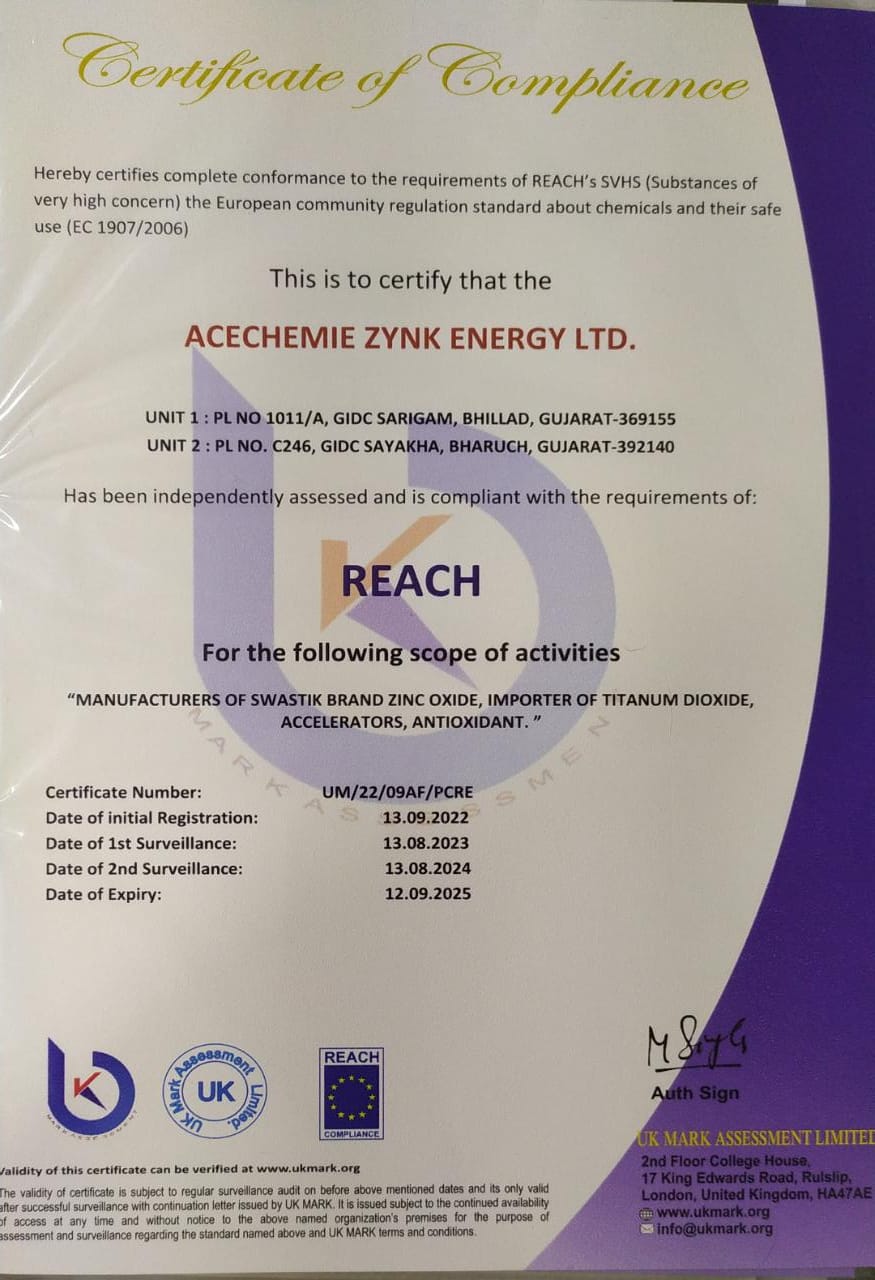 Certificate of Compliance
Hereby certifies complete conformance to the requirements of REACH's SVHS (Substances of
very high concern) the European community regulation standard about chemicals and their safe
use (EC 1907/2006)
This is to certify that the
ACECHEMIE ZYNK ENERGY LTD.
UNIT 1 : PL NO 1011/A, GIDC SARIGAM, BHILLAD, GUJARAT-369155
UNIT 2 : PL NO. C246, GIDC SAYAKHA, BHARUCH, GUJARAT-392140
Has been independently assessed and is compliant with the requirements of:
REACH
For the following scope of activities
"MANUFACTURERS OF SWASTIK BRAND ZINC OXIDE, IMPORTER OF TITANUM DIOXIDE,
ACCELERATORS, ANTIOXIDANT. "
MARK ASSESSMEN
Certificate Number: UM/22/09AF/PCRE
Date of initial Registration: 13.09.2022
Date of 1st Surveillance: 13.08.2023
Date of 2nd Surveillance: 13.08.2024
Date of Expiry: 12.09.2025
UK Mark Assessment Limited.
UK
REACH
COMPLIANCE
Auth Sign
UK MARK ASSESSMENT LIMITED
2nd Floor College House,
17 King Edwards Road, Ruislip,
London, United Kingdom, HA47AE
www.ukmark.org
info@ukmark.org
Validity of this certificate can be verified at www.ukmark.org
The validity of certificate is subject to regular surveillance audit on before above mentioned dates and its only valid
after successful surveillance with continuation letter issued by UK MARK. It is issued subject to the continued availability
of access at any time and without notice to the above named organization's premises for the purpose of
assessment and surveillance regarding the standard named above and UK MARK terms and conditions.